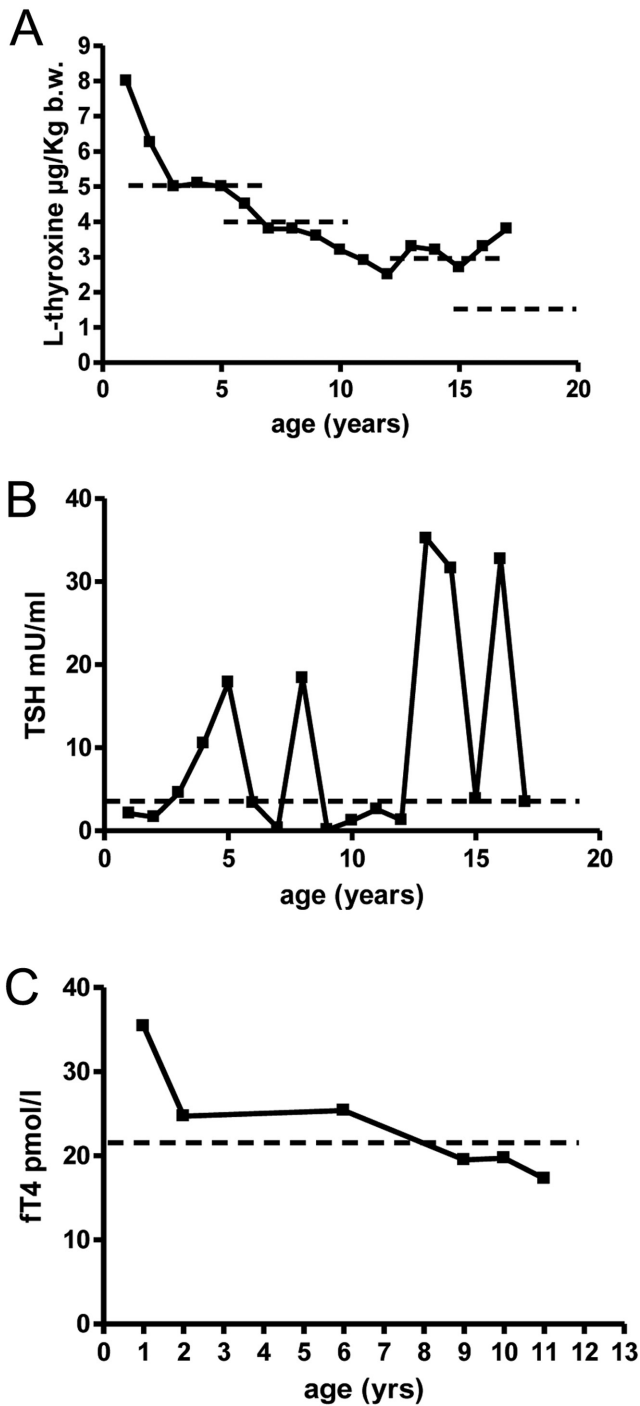 A
L-thyroxine µg/Kg b.w.
9
8
7
6
5
4
3
2
1
0
0 5 10 15 20
age (years)
B
TSH mU/ml
40
30
20
10
0
0 5 10 15 20
age (years)
C
fT4 pmol/l
40
30
20
10
0
0 1 2 3 4 5 6 7 8 9 10 11 12 13
age (yrs)